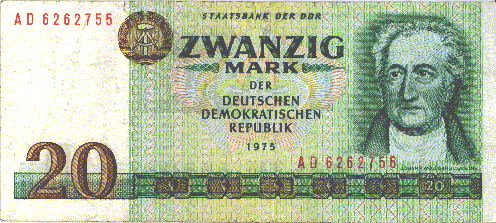 AD 6262755
STAATSBANK DER DDR
ZWANZIG
MARK
DER
DEUTSCHEN
DEMOKRATISCHEN
REPUBLIK
1975
AD 6262755
20
20